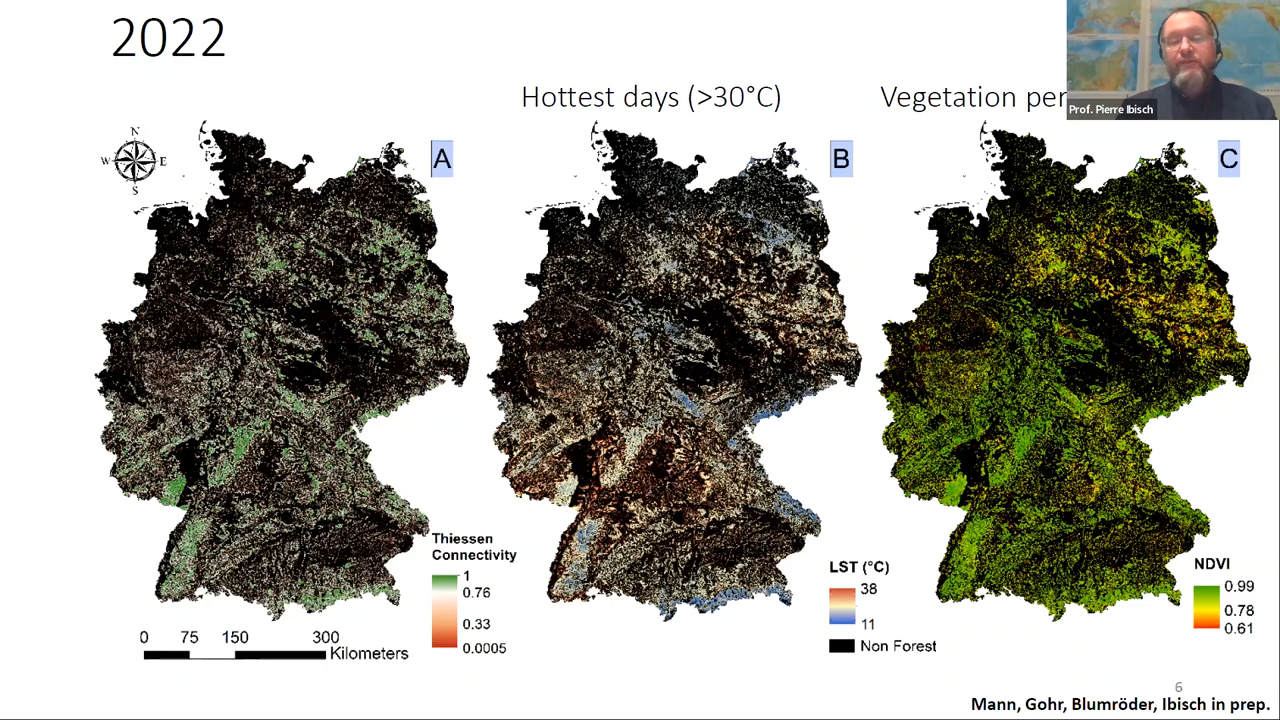 2022
Hottest days (>30°C)
Vegetation per
Prof. Pierre Ibisch
N
W E
S
A
B
C
Thiessen
Connectivity
1
0.76
0.33
0.0005
LST (°C)
38
11
Non Forest
NDVI
0.99
0.78
0.61
0 75 150 300
Kilometers
6
Mann, Gohr, Blumröder, Ibisch in prep.